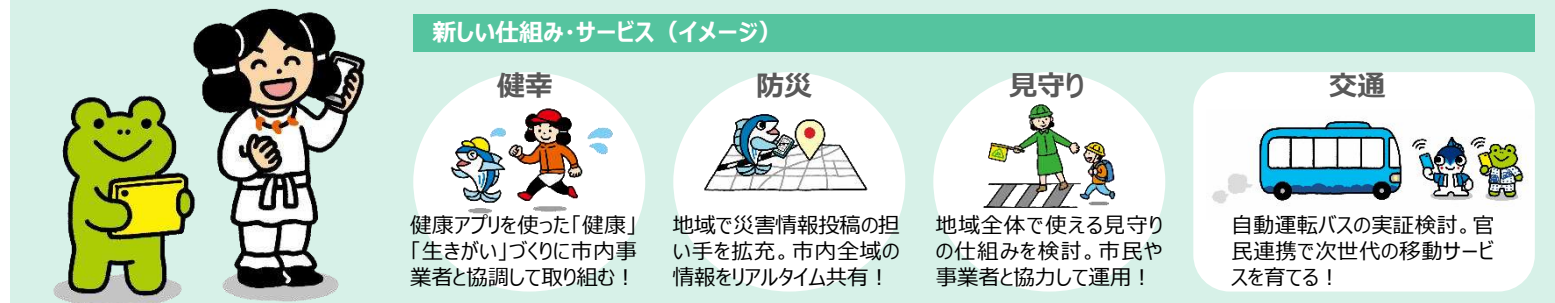 新しい仕組み・サービス（イメージ）
健幸
健康アプリを使った「健康」
「生きがい」づくりに市内事
業者と協調して取り組む！
防災
地域で災害情報投稿の担
い手を拡充。市内全域の
情報をリアルタイム共有！
見守り
地域全体で使える見守り
の仕組みを検討。市民や
事業者と協力して運用！
交通
自動運転バスの実証検討。官
民連携で次世代の移動サービ
スを育てる！